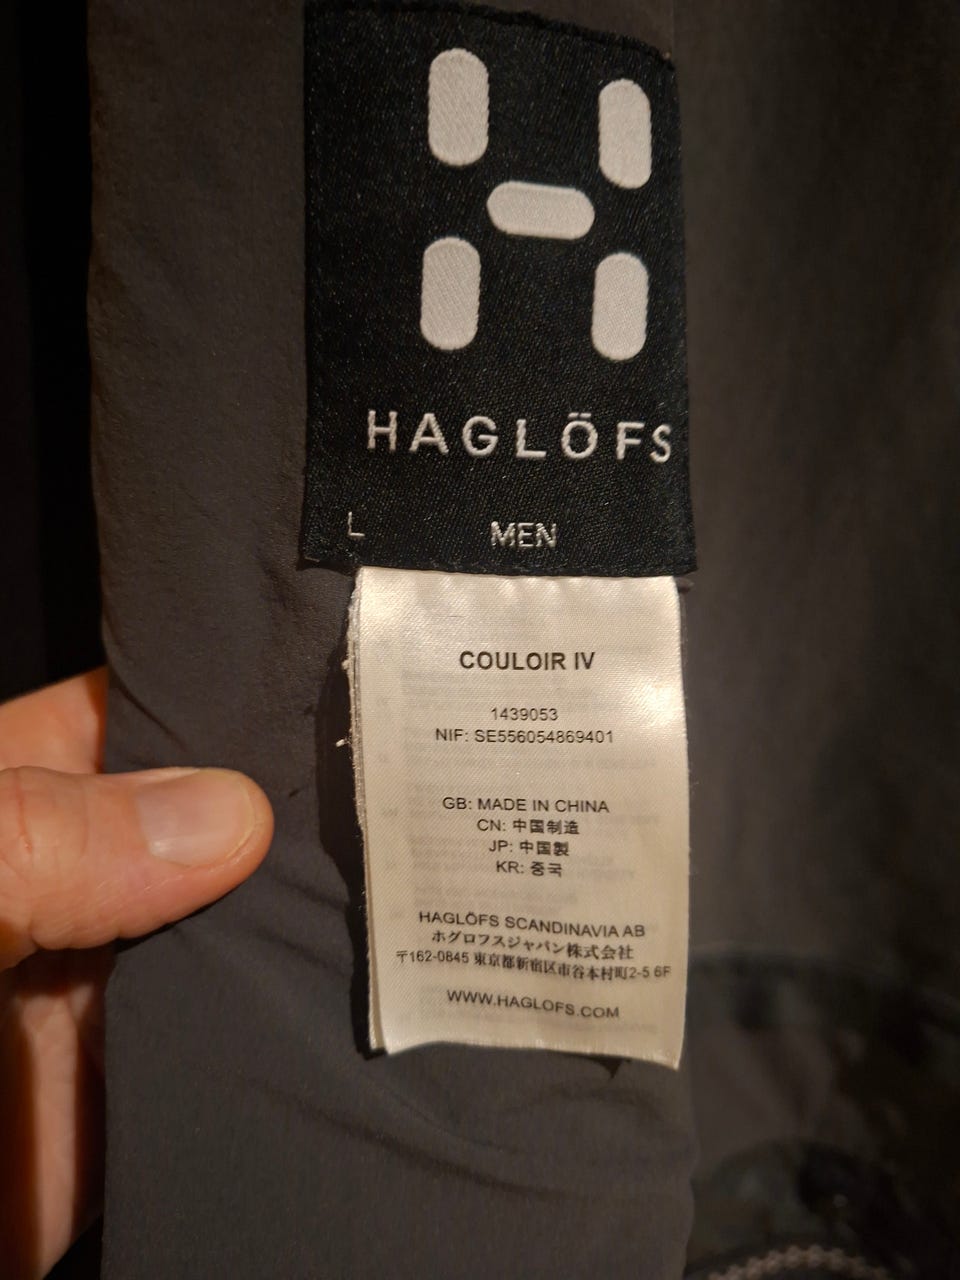 HAGLÖFS
L MEN
COULOIR IV
1439053
NIF: SE556054869401
GB: MADE IN CHINA
CN: 中国制造
JP: 中国製
KR: 중국
HAGLÖFS SCANDINAVIA AB
ホグロフスジャパン株式会社
〒162-0845 東京都新宿区市谷本村町2-5 6F
WWW.HAGLOFS.COM